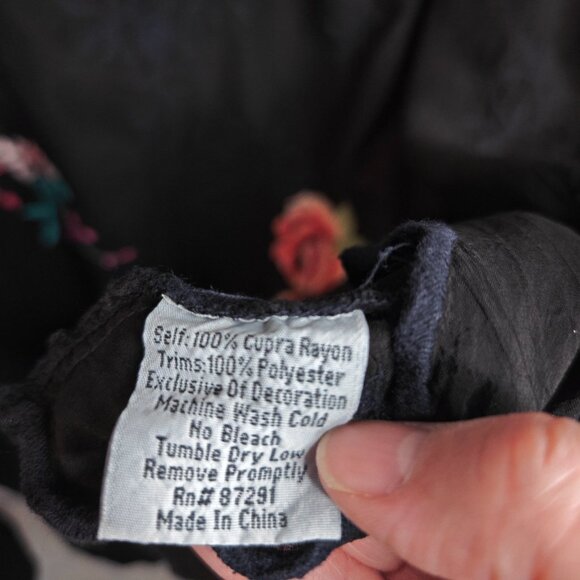 Self: 100% Cupra Rayon
Trims: 100% Polyester
Exclusive Of Decoration
Machine Wash Cold
No Bleach
Tumble Dry Low
Remove Promptly
Rn# 87291
Made In China